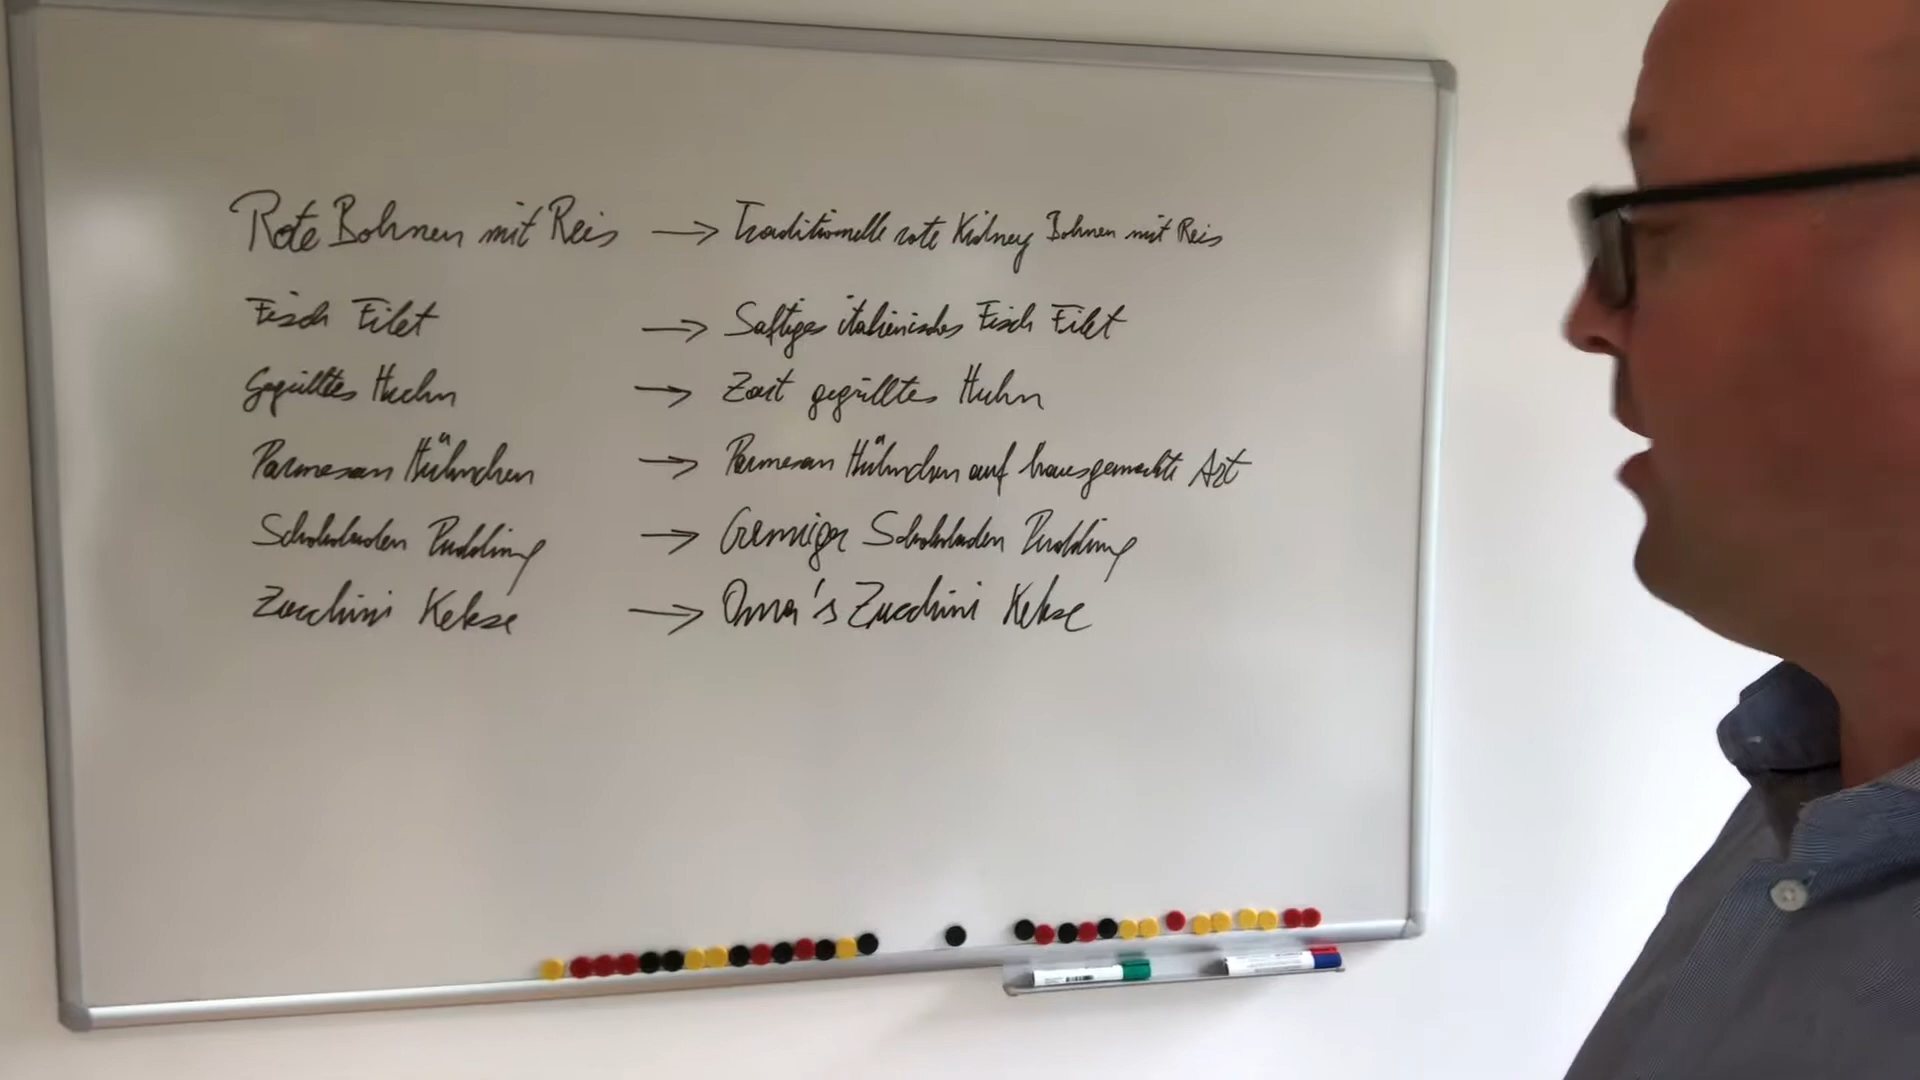 Rote Bohnen mit Reis → Traditionelle rote Kidney Bohnen mit Reis
Fisch Filet → Saftiges italienisches Fisch Filet
Gegrilltes Huhn → Zart gegrilltes Huhn
Parmesan Hühnchen → Parmesan Hühnchen auf hausgemachte Art
Schokoladen Pudding → Cremiger Schokoladen Pudding
Zucchini Kekse → Oma's Zucchini Kekse